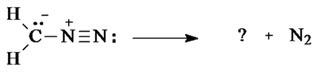 H
H C̈⁻–N⁺≡N: ⟶ ? + N₂